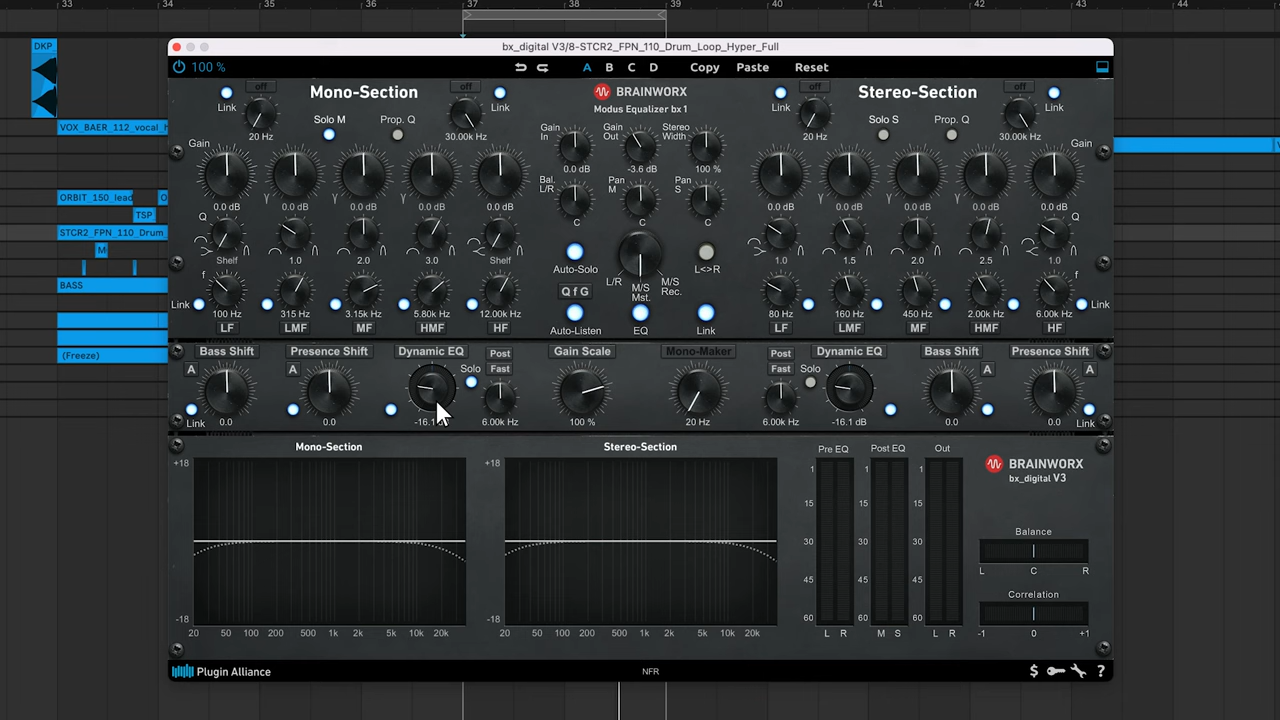 33 34 35 36 37 38 39 40 41 42 43 44
DKP_
bx_digital V3/8-STCR2_FPN_110_Drum_Loop_Hyper_Full
100 % A B C D Copy Paste Reset
VOX_BAER_112_vocal_h
ORBIT_150_lead
TSP
STCR2_FPN_110_Drum_
M
BASS
(Freeze)
off Mono-Section off BRAINWORX off Stereo-Section off
Link Link Modus Equalizer bx 1 Link Link
Solo M Prop. Q Solo S Prop. Q
20 Hz 30.00k Hz 20 Hz 30.00k Hz
Gain In Gain Out Stereo Width
Gain Gain
0.0 dB -3.6 dB 100 %
Bal. L/R Pan M Pan S
0.0 dB 0.0 dB 0.0 dB 0.0 dB 0.0 dB 0.0 dB 0.0 dB 0.0 dB 0.0 dB 0.0 dB
C C C
Q Q
Shelf 1.0 2.0 3.0 Shelf 1.0 1.5 2.0 2.5 1.0
Auto-Solo L/R M/S Mst. M/S Rec. L<>R
f f
Q f G
Link Link
100 Hz 315 Hz 3.15k Hz 5.80k Hz 12.00k Hz 80 Hz 160 Hz 450 Hz 2.00k Hz 6.00k Hz
LF LMF MF HMF HF Auto-Listen EQ Link LF LMF MF HMF HF
Bass Shift Presence Shift Dynamic EQ Post Gain Scale Mono-Maker Post Dynamic EQ Bass Shift Presence Shift
A A Solo Fast Fast Solo A A
Link 0.0 0.0 -16.1 6.00k Hz 100 % 20 Hz 6.00k Hz -16.1 dB 0.0 0.0 Link
Mono-Section Stereo-Section Pre EQ Post EQ Out
+18 +18
-18 -18
20 50 100 200 500 1k 2k 5k 10k 20k
20 50 100 200 500 1k 2k 5k 10k 20k
1 1 1
15 15 15
30 30 30
45 45 45
60 60 60
L R M S L R
BRAINWORX
bx_digital V3
Balance
L C R
Correlation
-1 0 +1
Plugin Alliance NFR $ ?